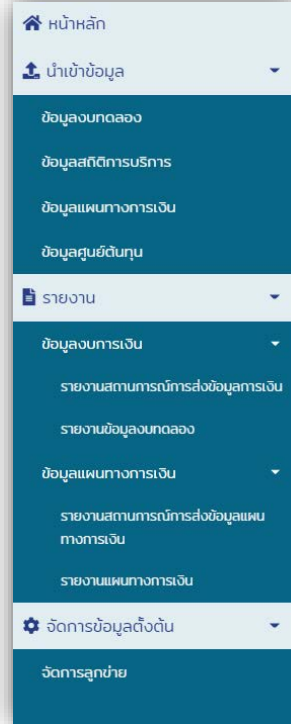 หน้าหลัก
นำเข้าข้อมูล
ข้อมูลงบทดลอง
ข้อมูลสถิติการบริการ
ข้อมูลแผนทางการเงิน
ข้อมูลศูนย์ต้นทุน
รายงาน
ข้อมูลงบการเงิน
รายงานสถานการณ์การส่งข้อมูลการเงิน
รายงานข้อมูลงบทดลอง
ข้อมูลแผนทางการเงิน
รายงานสถานการณ์การส่งข้อมูลแผน
ทางการเงิน
รายงานแผนทางการเงิน
จัดการข้อมูลตั้งต้น
จัดการลูกข่าย